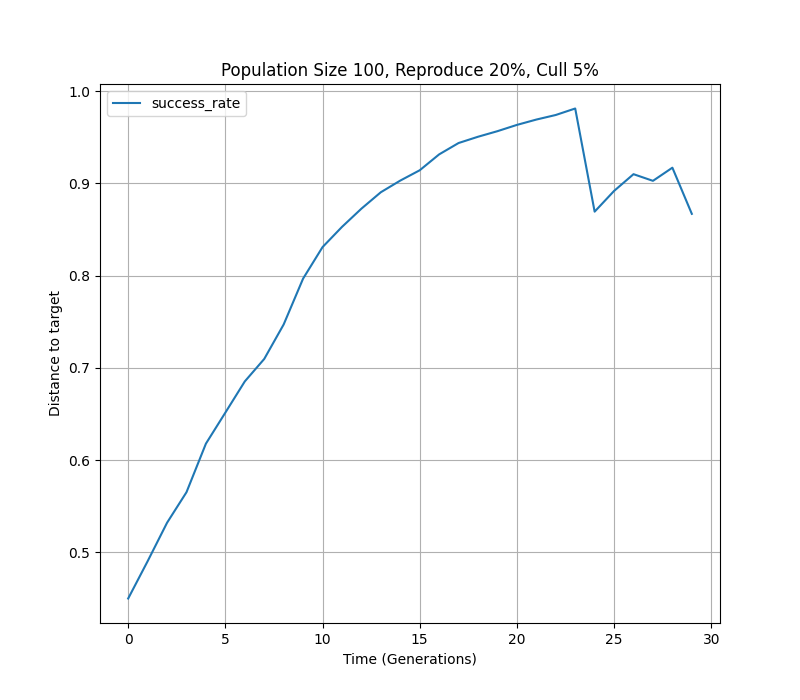 Population Size 100, Reproduce 20%, Cull 5%
success_rate
1.0
0.9
0.8
0.7
0.6
0.5
Distance to target
0 5 10 15 20 25 30
Time (Generations)